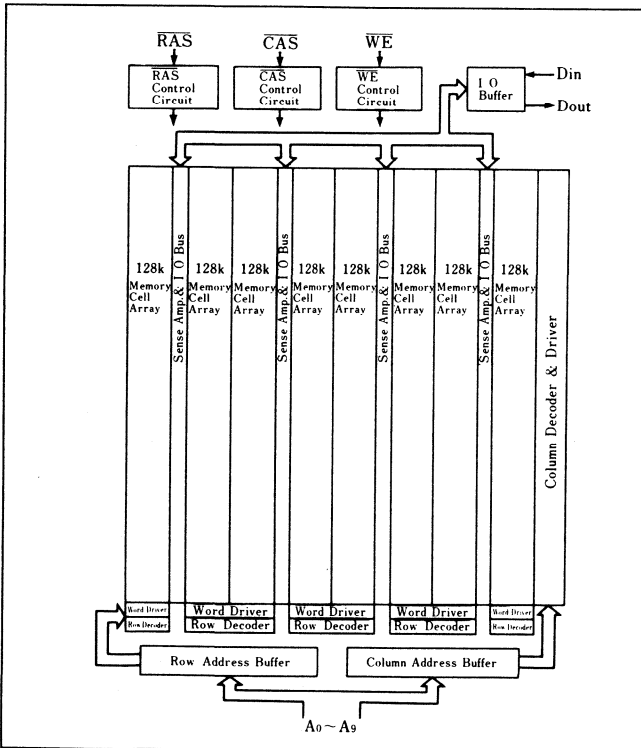 RAS CAS WE
RAS
Control
Circuit
CAS
Control
Circuit
WE
Control
Circuit
I O
Buffer
Din
Dout
128k
Memory
Cell
Array
Sense Amp.& I O Bus
128k
Memory
Cell
Array
128k
Memory
Cell
Array
Sense Amp.& I O Bus
128k
Memory
Cell
Array
128k
Memory
Cell
Array
Sense Amp.& I O Bus
128k
Memory
Cell
Array
128k
Memory
Cell
Array
Sense Amp.& I O Bus
128k
Memory
Cell
Array
Column Decoder & Driver
Word Driver
Row Decoder
Word Driver
Row Decoder
Word Driver
Row Decoder
Word Driver
Row Decoder
Word Driver
Row Decoder
Row Address Buffer
Column Address Buffer
A0~A9